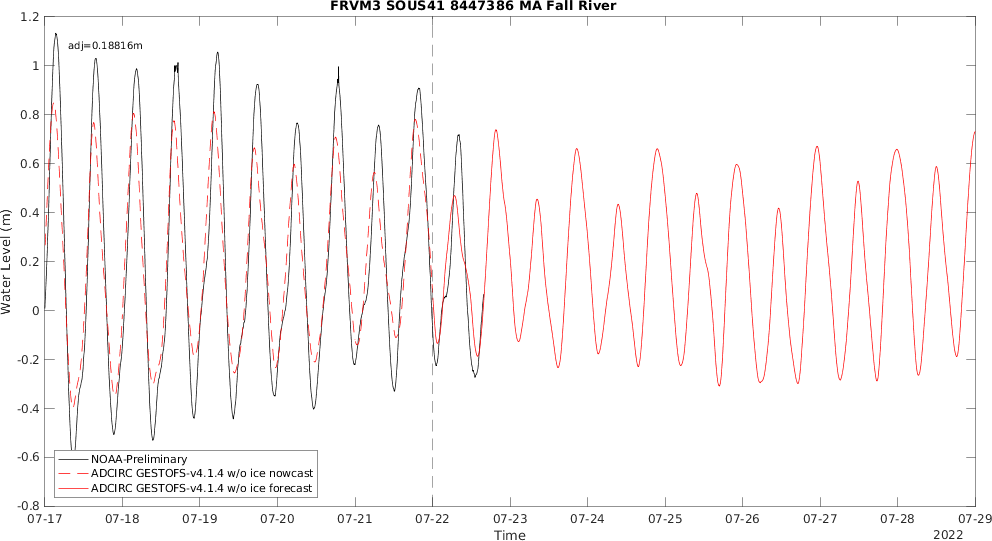 FRVM3 SOUS41 8447386 MA Fall River
adj=0.18816m
1.2
1
0.8
0.6
0.4
0.2
0
-0.2
-0.4
-0.6
-0.8
Water Level (m)
NOAA-Preliminary
ADCIRC GESTOFS-v4.1.4 w/o ice nowcast
ADCIRC GESTOFS-v4.1.4 w/o ice forecast
07-17 07-18 07-19 07-20 07-21 07-22 07-23 07-24 07-25 07-26 07-27 07-28 07-29
Time
2022